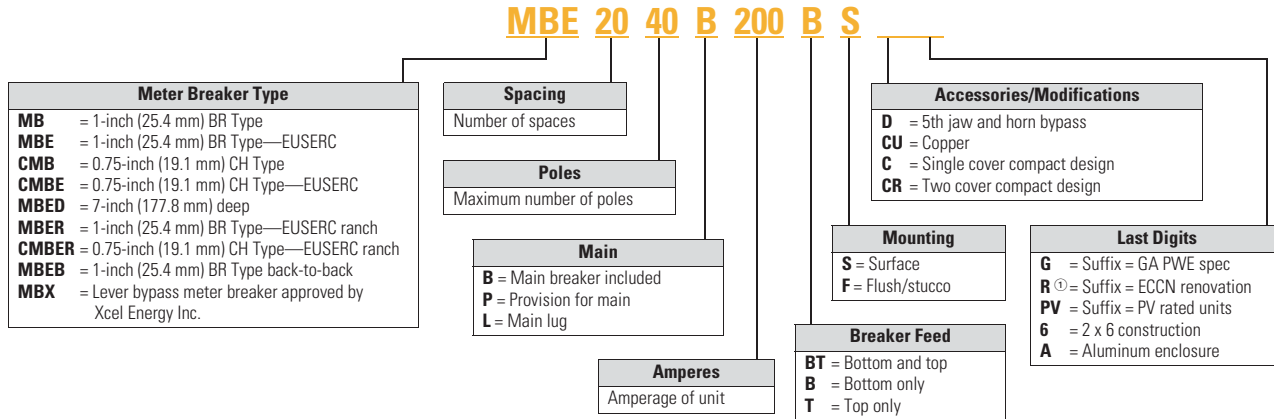 MBE 20 40 B 200 B S
Meter Breaker Type
MB = 1-inch (25.4 mm) BR Type
MBE = 1-inch (25.4 mm) BR Type—EUSERC
CMB = 0.75-inch (19.1 mm) CH Type
CMBE = 0.75-inch (19.1 mm) CH Type—EUSERC
MBED = 7-inch (177.8 mm) deep
MBER = 1-inch (25.4 mm) BR Type—EUSERC ranch
CMBER = 0.75-inch (19.1 mm) CH Type—EUSERC ranch
MBEB = 1-inch (25.4 mm) BR Type back-to-back
MBX = Lever bypass meter breaker approved by
Xcel Energy Inc.
Spacing
Number of spaces
Poles
Maximum number of poles
Main
B = Main breaker included
P = Provision for main
L = Main lug
Amperes
Amperage of unit
Breaker Feed
BT = Bottom and top
B = Bottom only
T = Top only
Mounting
S = Surface
F = Flush/stucco
Accessories/Modifications
D = 5th jaw and horn bypass
CU = Copper
C = Single cover compact design
CR = Two cover compact design
Last Digits
G = Suffix = GA PWE spec
R ① = Suffix = ECCN renovation
PV = Suffix = PV rated units
6 = 2 x 6 construction
A = Aluminum enclosure